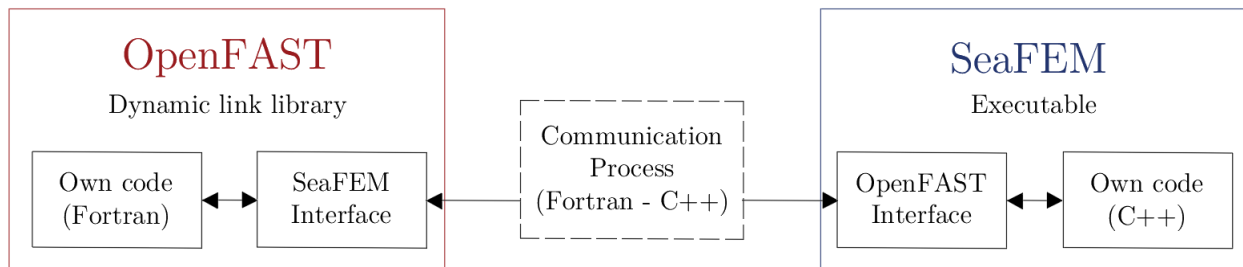 OpenFAST
Dynamic link library
Own code
(Fortran)
SeaFEM
Interface
Communication
Process
(Fortran - C++)
SeaFEM
Executable
OpenFAST
Interface
Own code
(C++)